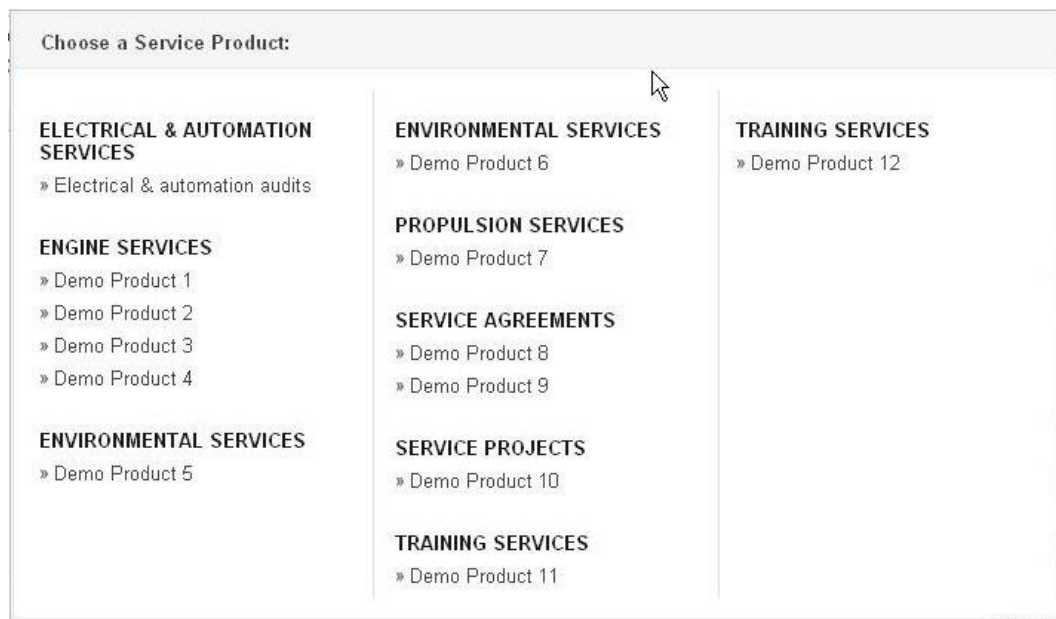 Choose a Service Product:
ELECTRICAL & AUTOMATION
SERVICES
» Electrical & automation audits
ENGINE SERVICES
» Demo Product 1
» Demo Product 2
» Demo Product 3
» Demo Product 4
ENVIRONMENTAL SERVICES
» Demo Product 5
ENVIRONMENTAL SERVICES
» Demo Product 6
PROPULSION SERVICES
» Demo Product 7
SERVICE AGREEMENTS
» Demo Product 8
» Demo Product 9
SERVICE PROJECTS
» Demo Product 10
TRAINING SERVICES
» Demo Product 11
TRAINING SERVICES
» Demo Product 12